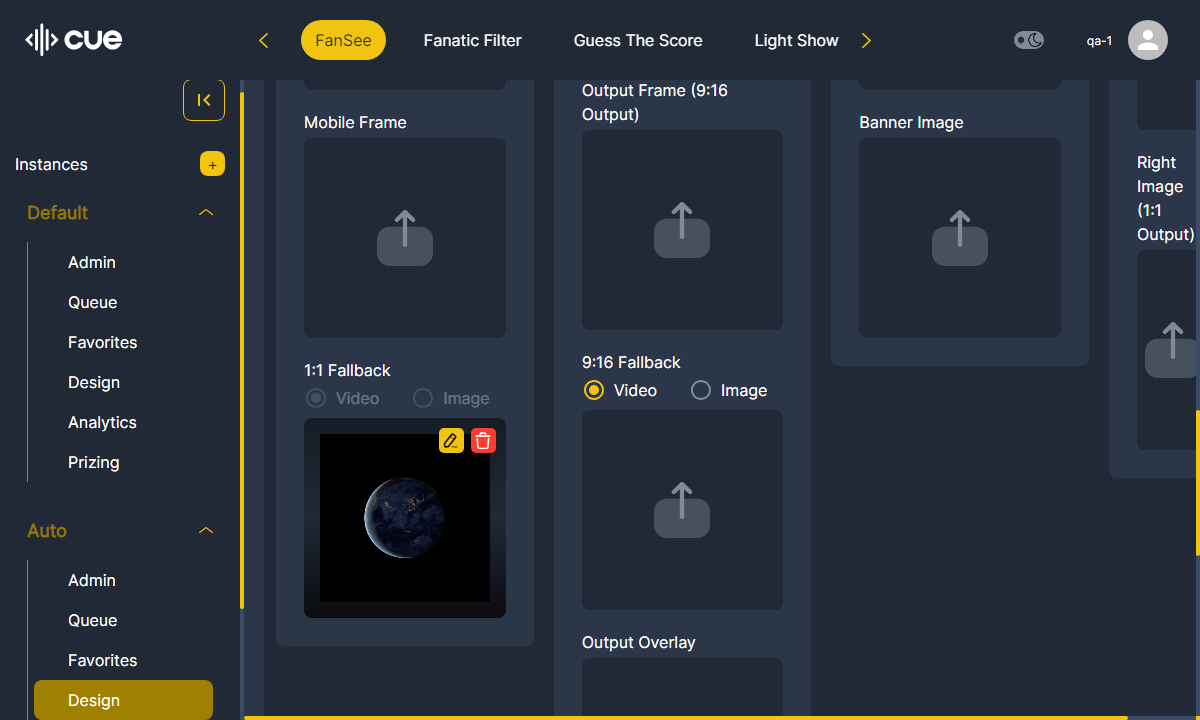 cue
FanSee
Fanatic Filter
Guess The Score
Light Show
qa-1
Instances
+
Default
Admin
Queue
Favorites
Design
Analytics
Prizing
Auto
Admin
Queue
Favorites
Design
Mobile Frame
1:1 Fallback
Video
Image
Output Frame (9:16
Output)
9:16 Fallback
Video
Image
Output Overlay
Banner Image
Right
Image
(1:1
Output)